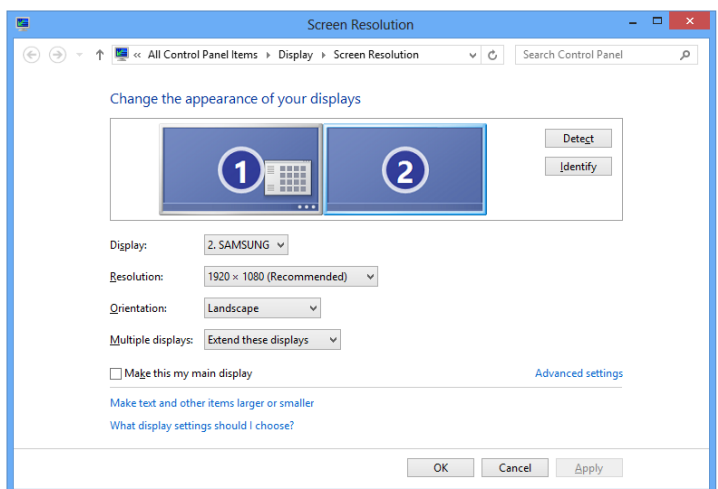 Screen Resolution
« All Control Panel Items Display Screen Resolution Search Control Panel
Change the appearance of your displays
1 2
Detect
Identify
Display: 2. SAMSUNG
Resolution: 1920 × 1080 (Recommended)
Orientation: Landscape
Multiple displays: Extend these displays
Make this my main display Advanced settings
Make text and other items larger or smaller
What display settings should I choose?
OK Cancel Apply